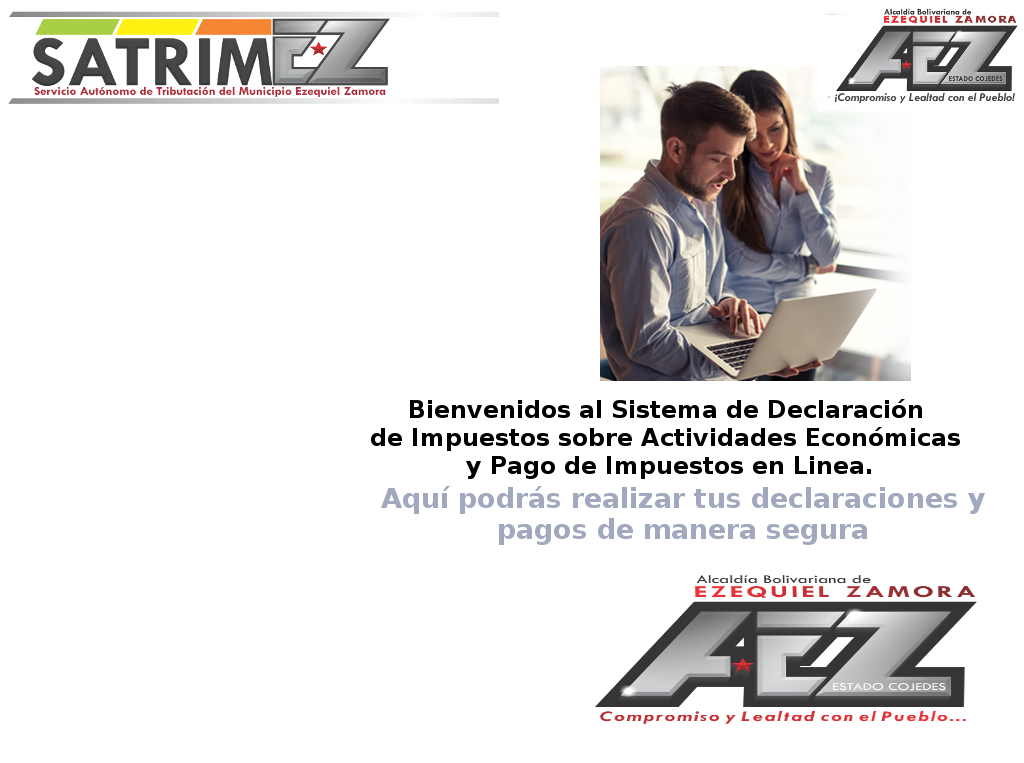 SATRIMEZ
Servicio Autónomo de Tributación del Municipio Ezequiel Zamora
Alcaldía Bolivariana de
EZEQUIEL ZAMORA
AEZ
ESTADO COJEDES
¡Compromiso y Lealtad con el Pueblo!
Bienvenidos al Sistema de Declaración
de Impuestos sobre Actividades Económicas
y Pago de Impuestos en Linea.
Aquí podrás realizar tus declaraciones y
pagos de manera segura
Alcaldía Bolivariana de
EZEQUIEL ZAMORA
AEZ
ESTADO COJEDES
Compromiso y Lealtad con el Pueblo...